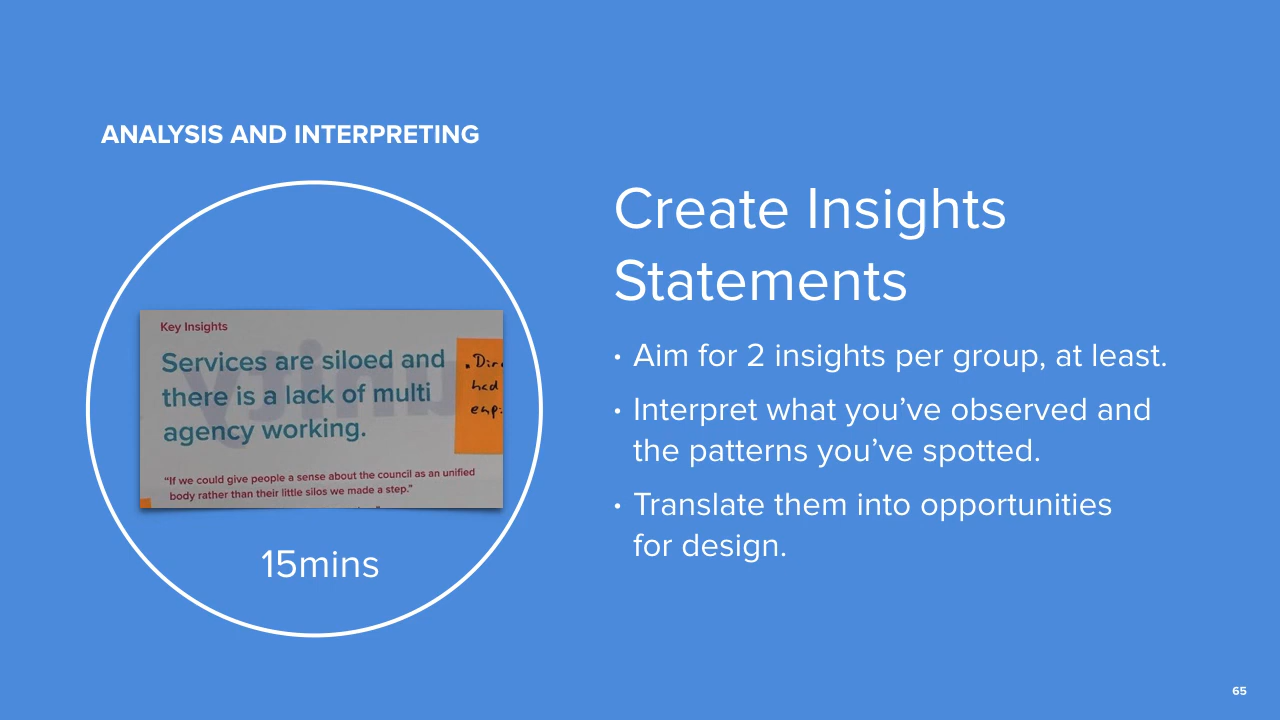 ANALYSIS AND INTERPRETING
Key Insights
Services are siloed and
there is a lack of multi
agency working.
"If we could give people a sense about the council as an unified
body rather than their little silos we made a step."
had
15mins
Create Insights
Statements
• Aim for 2 insights per group, at least.
• Interpret what you’ve observed and
the patterns you’ve spotted.
• Translate them into opportunities
for design.
65